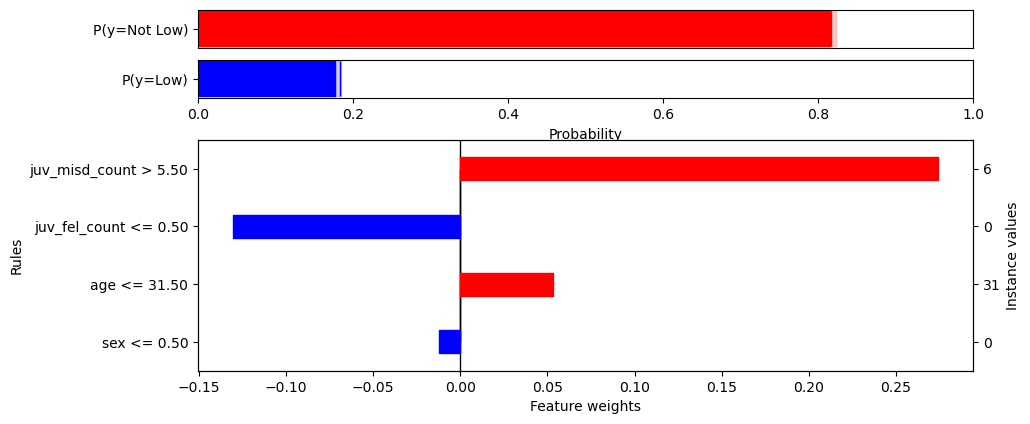 P(y=Not Low)
P(y=Low)
0.0 0.2 0.4 0.6 0.8 1.0
Probability
juv_misd_count > 5.50 6
juv_fel_count <= 0.50 0
age <= 31.50 31
sex <= 0.50 0
Rules
Instance values
−0.15 −0.10 −0.05 0.00 0.05 0.10 0.15 0.20 0.25
Feature weights